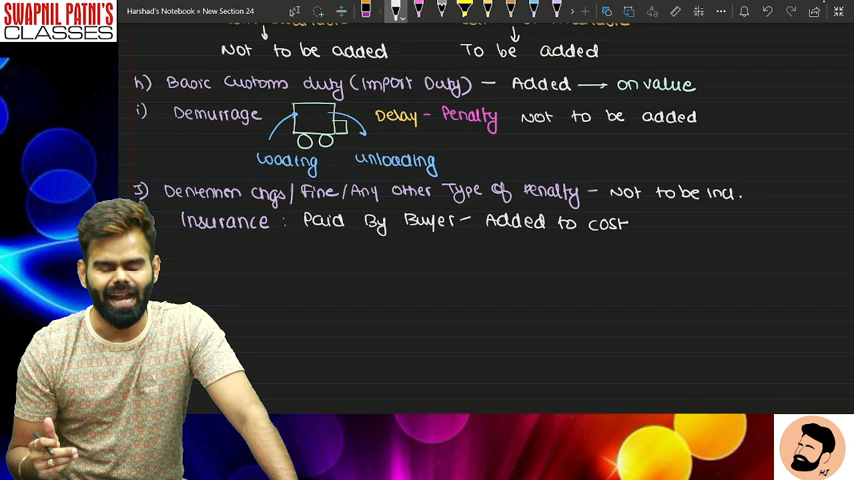 SWAPNIL PATNI'S
CLASSES
Harshad's Notebook » New Section 24
Not to be added To be added
h) Basic Customs duty (Import Duty) - Added → on value
i) Demurrage Delay - Penalty Not to be added
Loading Unloading
J) chgs / Fine / Any Other Type of Penalty - Not to be incl.
Insurance : Paid By Buyer - Added to cost
HJ